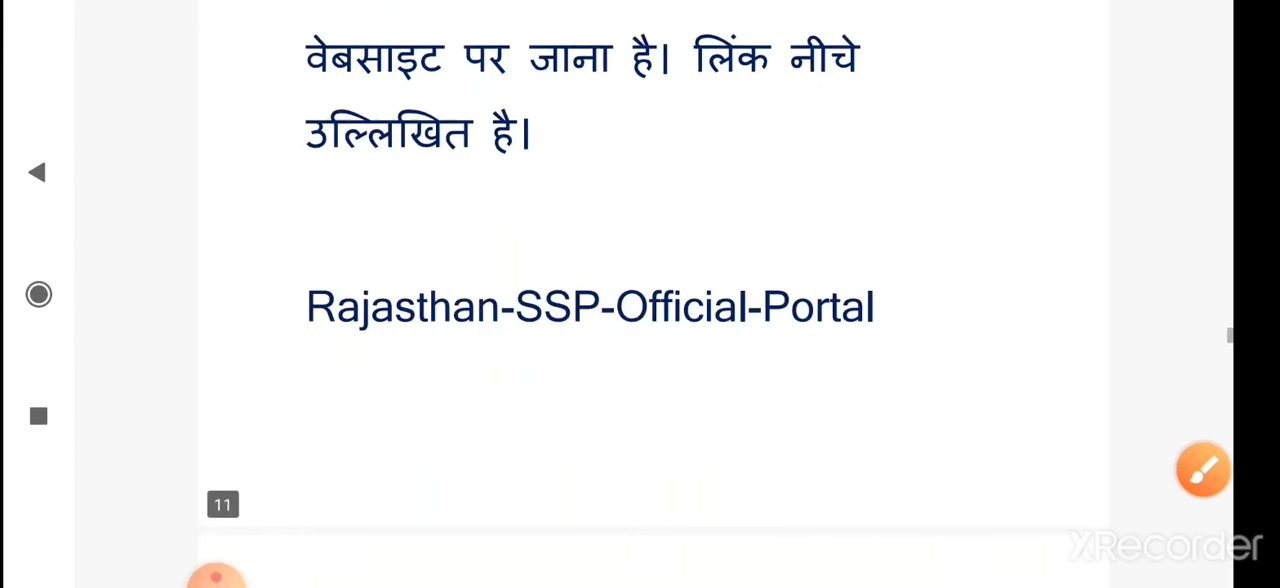 वेबसाइट पर जाना है। लिंक नीचे
उल्लिखित है।
Rajasthan-SSP-Official-Portal
11
XRecorder